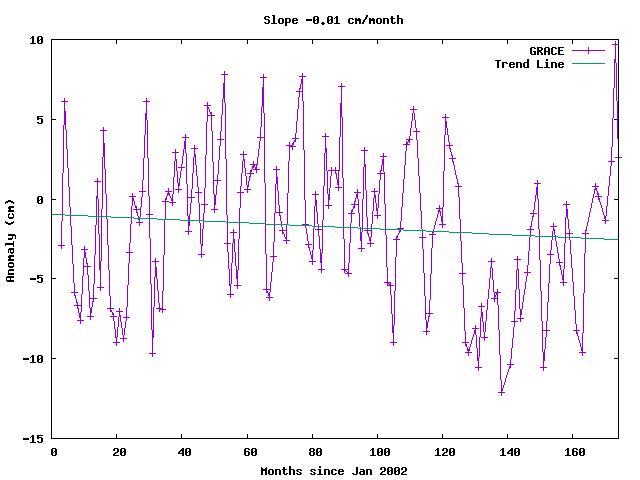 Slope -0.01 cm/month
GRACE
Trend Line
10
5
0
-5
-10
-15
Anomaly (cm)
0 20 40 60 80 100 120 140 160
Months since Jan 2002